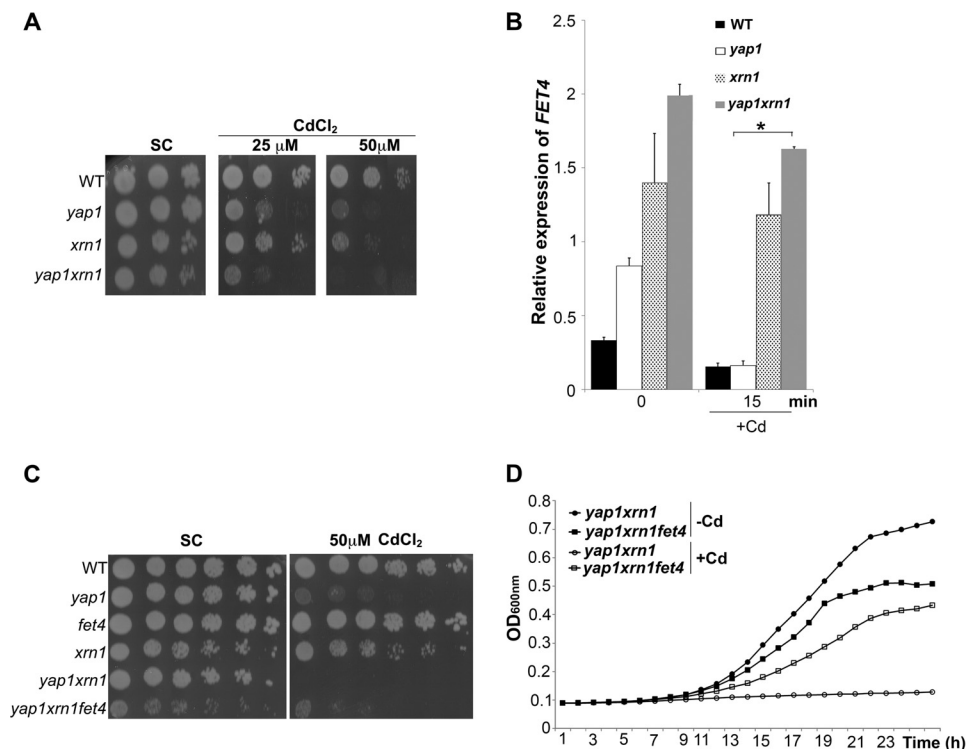 A
CdCl2
SC 25 μM 50μM
WT
yap1
xrn1
yap1xrn1
B
WT
yap1
xrn1
yap1xrn1
Relative expression of FET4
2.5
2
1.5
1
0.5
0
*
0 15 min
+Cd
C
SC 50μM CdCl2
WT
yap1
fet4
xrn1
yap1xrn1
yap1xrn1fet4
D
yap1xrn1
yap1xrn1fet4
-Cd
yap1xrn1
yap1xrn1fet4
+Cd
OD600nm
0.8
0.7
0.6
0.5
0.4
0.3
0.2
0.1
0
1 3 5 7 9 11 13 15 17 19 21 23 Time (h)